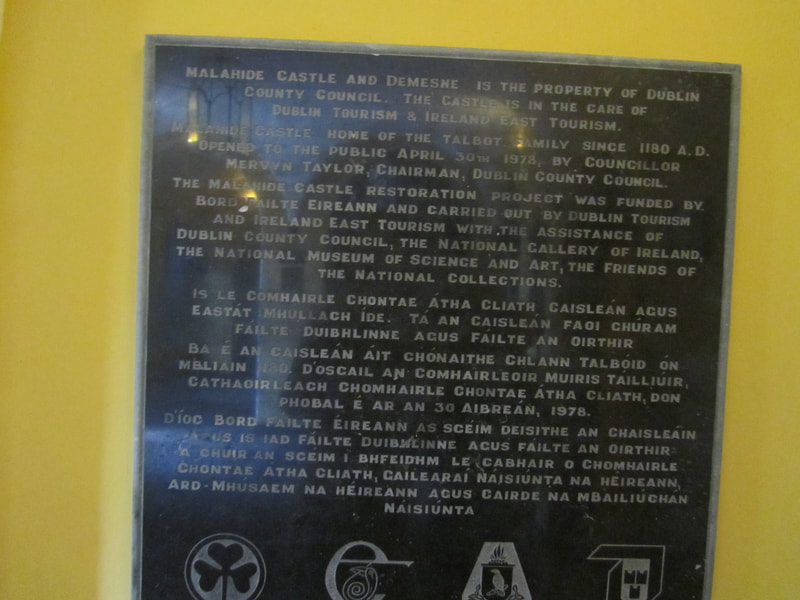 MALAHIDE CASTLE AND DEMESNE IS THE PROPERTY OF DUBLIN
COUNTY COUNCIL. THE CASTLE IS IN THE CARE OF
DUBLIN TOURISM & IRELAND EAST TOURISM.
MALAHIDE CASTLE HOME OF THE TALBOT FAMILY SINCE 1180 A.D.
OPENED TO THE PUBLIC APRIL 30TH 1978, BY COUNCILLOR
MERVYN TAYLOR, CHAIRMAN, DUBLIN COUNTY COUNCIL.
THE MALAHIDE CASTLE RESTORATION PROJECT WAS FUNDED BY
BORD FAILTE EIREANN AND CARRIED OUT BY DUBLIN TOURISM
AND IRELAND EAST TOURISM WITH THE ASSISTANCE OF
DUBLIN COUNTY COUNCIL, THE NATIONAL GALLERY OF IRELAND,
THE NATIONAL MUSEUM OF SCIENCE AND ART, THE FRIENDS OF
THE NATIONAL COLLECTIONS.
IS LE COMHAIRLE CHONTAE ÁTHA CLIATH CAISLEÁN AGUS
EASTÁT MHULLACH ÍDE. TÁ AN CAISLEÁN FAOI CHÚRAM
FÁILTE DUIBHLINNE AGUS FÁILTE AN OIRTHIR
BA É AN CAISLEÁN ÁIT CHÓNAITHE CHLANN TALBÓID ÓN
MBLIAIN 1180. D'OSCAIL AN COMHAIRLEOIR MUIRIS TÁILLIUIR,
CATHAOIRLEACH CHOMHAIRLE CHONTAE ÁTHA CLIATH, DON
PHOBAL É AR AN 30 AIBREÁN, 1978.
D'ÍOC BORD FÁILTE ÉIREANN AS SCÉIM DEISITHE AN CHAISLEÁIN
AGUS IS IAD FÁILTE DUIBHLINNE AGUS FÁILTE AN OIRTHIR
A CHUIR AN SCEIM I BHFEIDHM LE CABHAIR O CHOMHAIRLE
CHONTAE ATHA CLIATH, GAILEARAÍ NÁISIÚNTA NA HÉIREANN,
ARD-MHUSAEM NA HÉIREANN AGUS CAIRDE NA MBAILIÚCHÁN
NÁISIÚNTA